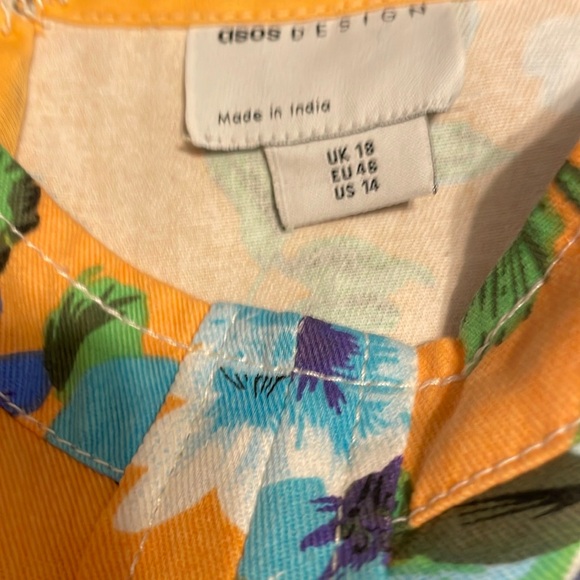 asos DESIGN
Made in India
UK 18
EU 46
US 14